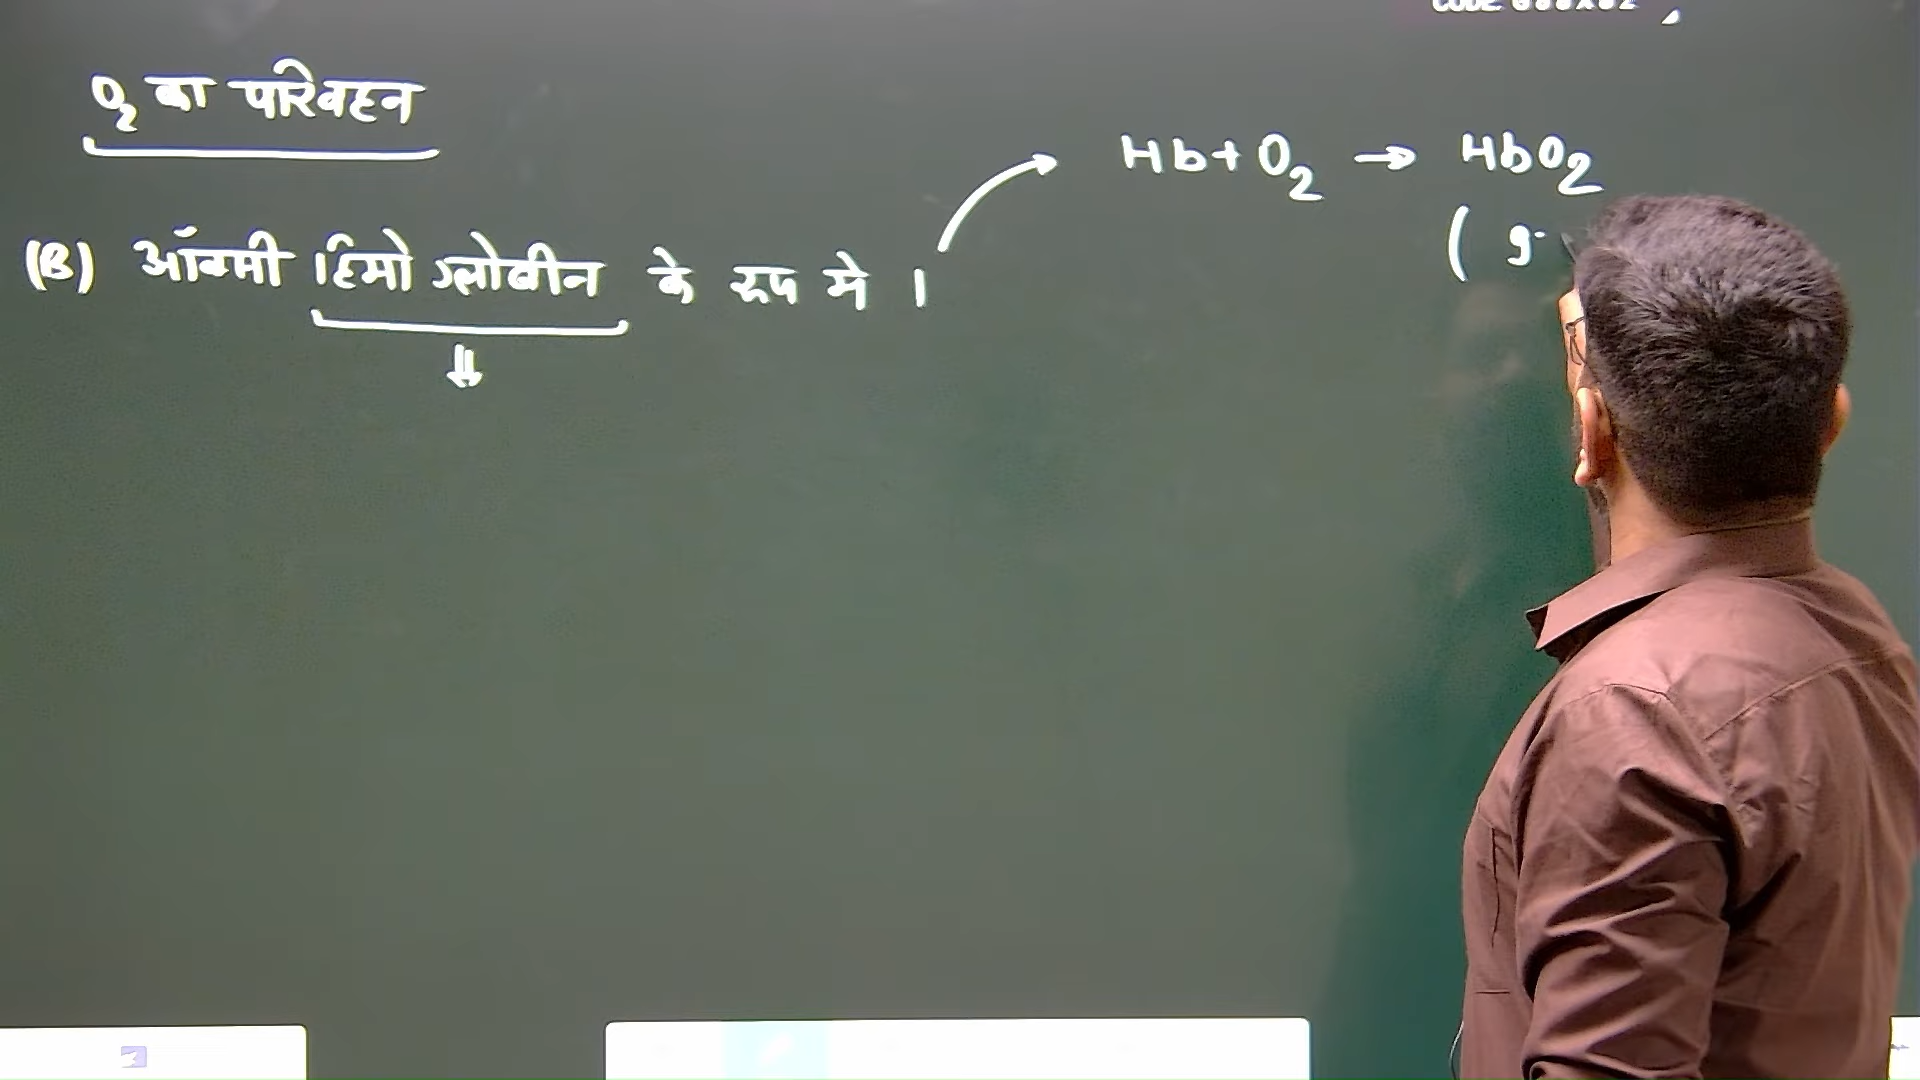 O₂ का परिवहन
Hb + O₂ → HbO₂
(B) ऑक्सी हिमोग्लोबीन के रूप मे ।